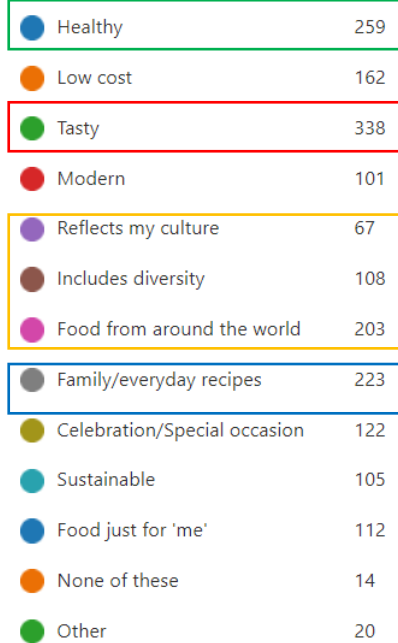 Healthy 259
Low cost 162
Tasty 338
Modern 101
Reflects my culture 67
Includes diversity 108
Food from around the world 203
Family/everyday recipes 223
Celebration/Special occasion 122
Sustainable 105
Food just for 'me' 112
None of these 14
Other 20